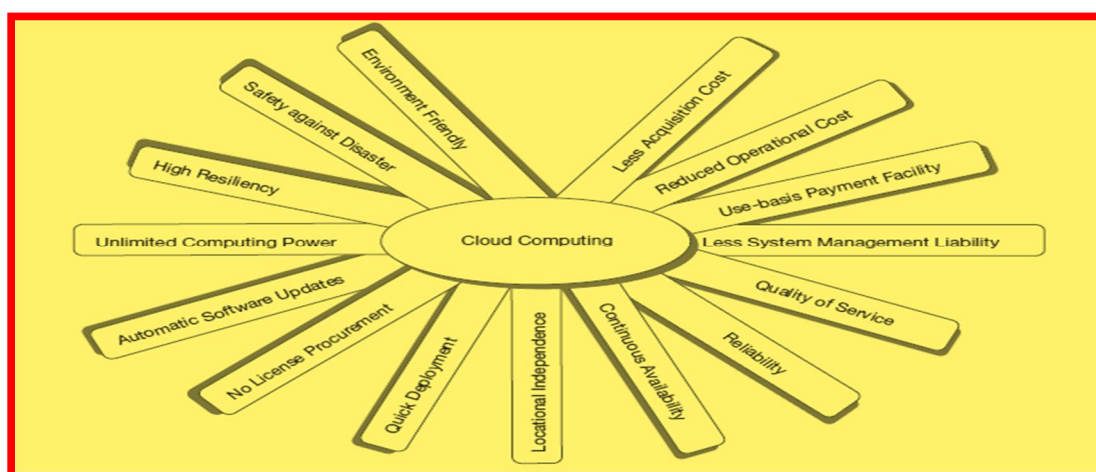 Environment Friendly
Safety against Disaster
High Resiliency
Unlimited Computing Power
Automatic Software Updates
No License Procurement
Quick Deployment
Locational Independence
Continuous Availability
Reliability
Quality of Service
Less System Management Liability
Use-basis Payment Facility
Reduced Operational Cost
Less Acquisition Cost
Cloud Computing